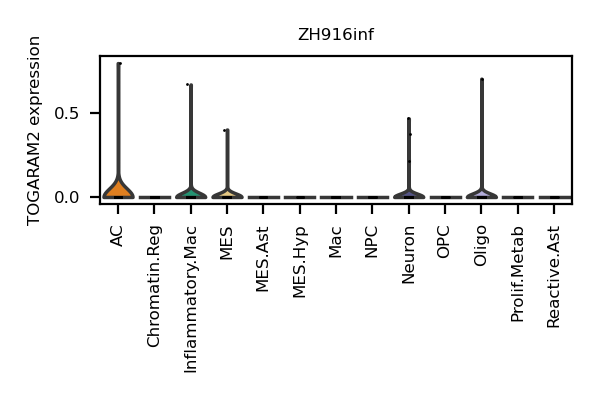 ZH916inf
TOGARAM2 expression
0.5
0.0
AC
Chromatin.Reg
Inflammatory.Mac
MES
MES.Ast
MES.Hyp
Mac
NPC
Neuron
OPC
Oligo
Prolif.Metab
Reactive.Ast